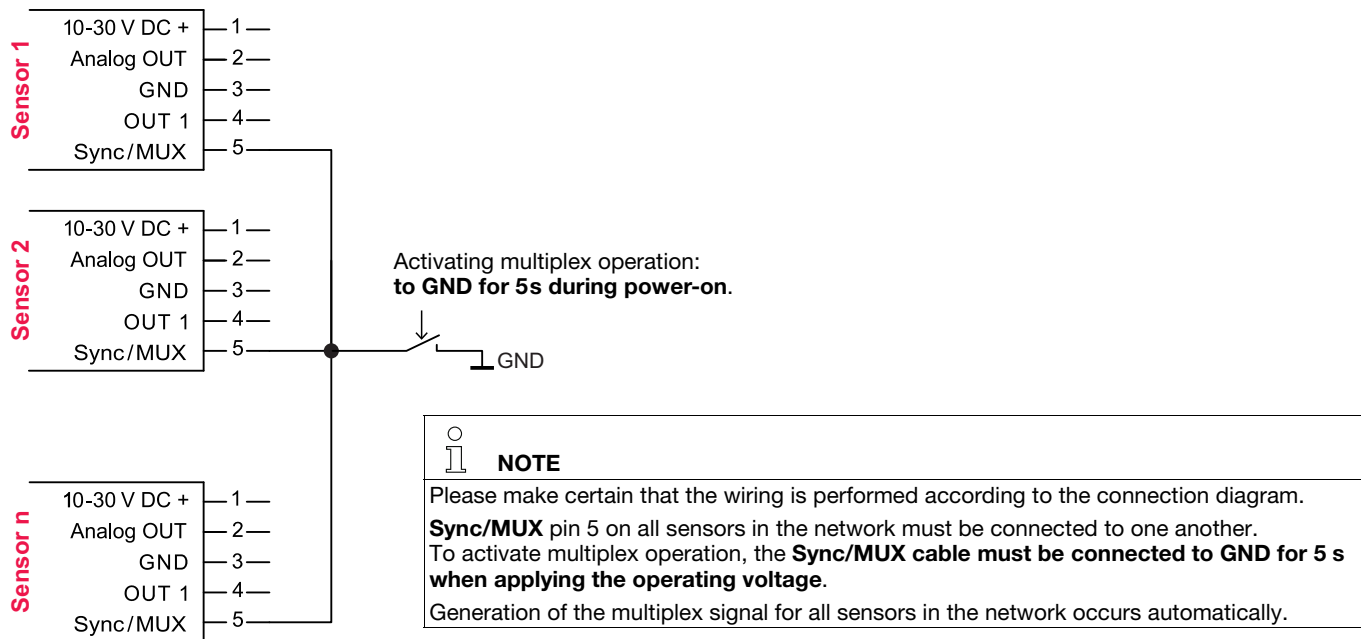 Sensor 1
10-30 V DC + 1
Analog OUT 2
GND 3
OUT 1 4
Sync/MUX 5
Sensor 2
10-30 V DC + 1
Analog OUT 2
GND 3
OUT 1 4
Sync/MUX 5
Activating multiplex operation:
to GND for 5s during power-on.
GND
Sensor n
10-30 V DC + 1
Analog OUT 2
GND 3
OUT 1 4
Sync/MUX 5
NOTE
Please make certain that the wiring is performed according to the connection diagram.
Sync/MUX pin 5 on all sensors in the network must be connected to one another.
To activate multiplex operation, the Sync/MUX cable must be connected to GND for 5 s
when applying the operating voltage.
Generation of the multiplex signal for all sensors in the network occurs automatically.